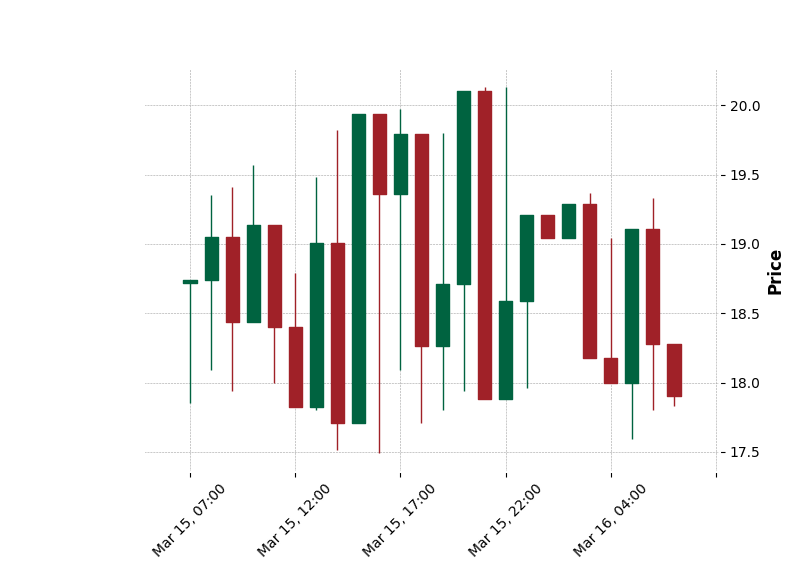 20.0
19.5
19.0
18.5
18.0
17.5
Price
Mar 15, 07:00
Mar 15, 12:00
Mar 15, 17:00
Mar 15, 22:00
Mar 16, 04:00